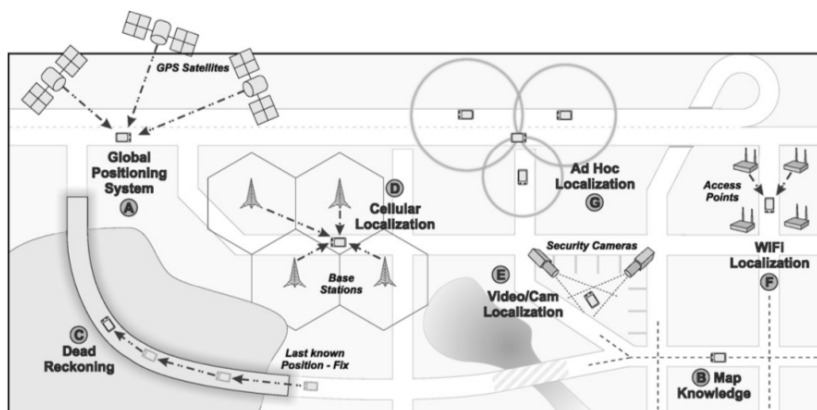 GPS Satellites
Global
Positioning
System
A
D
Cellular
Localization
Base
Stations
Ad Hoc
Localization
G
Access
Points
WIFi
Localization
F
Security Cameras
E
Video/Cam
Localization
C
Dead
Reckoning
Last known
Position - Fix
B Map
Knowledge